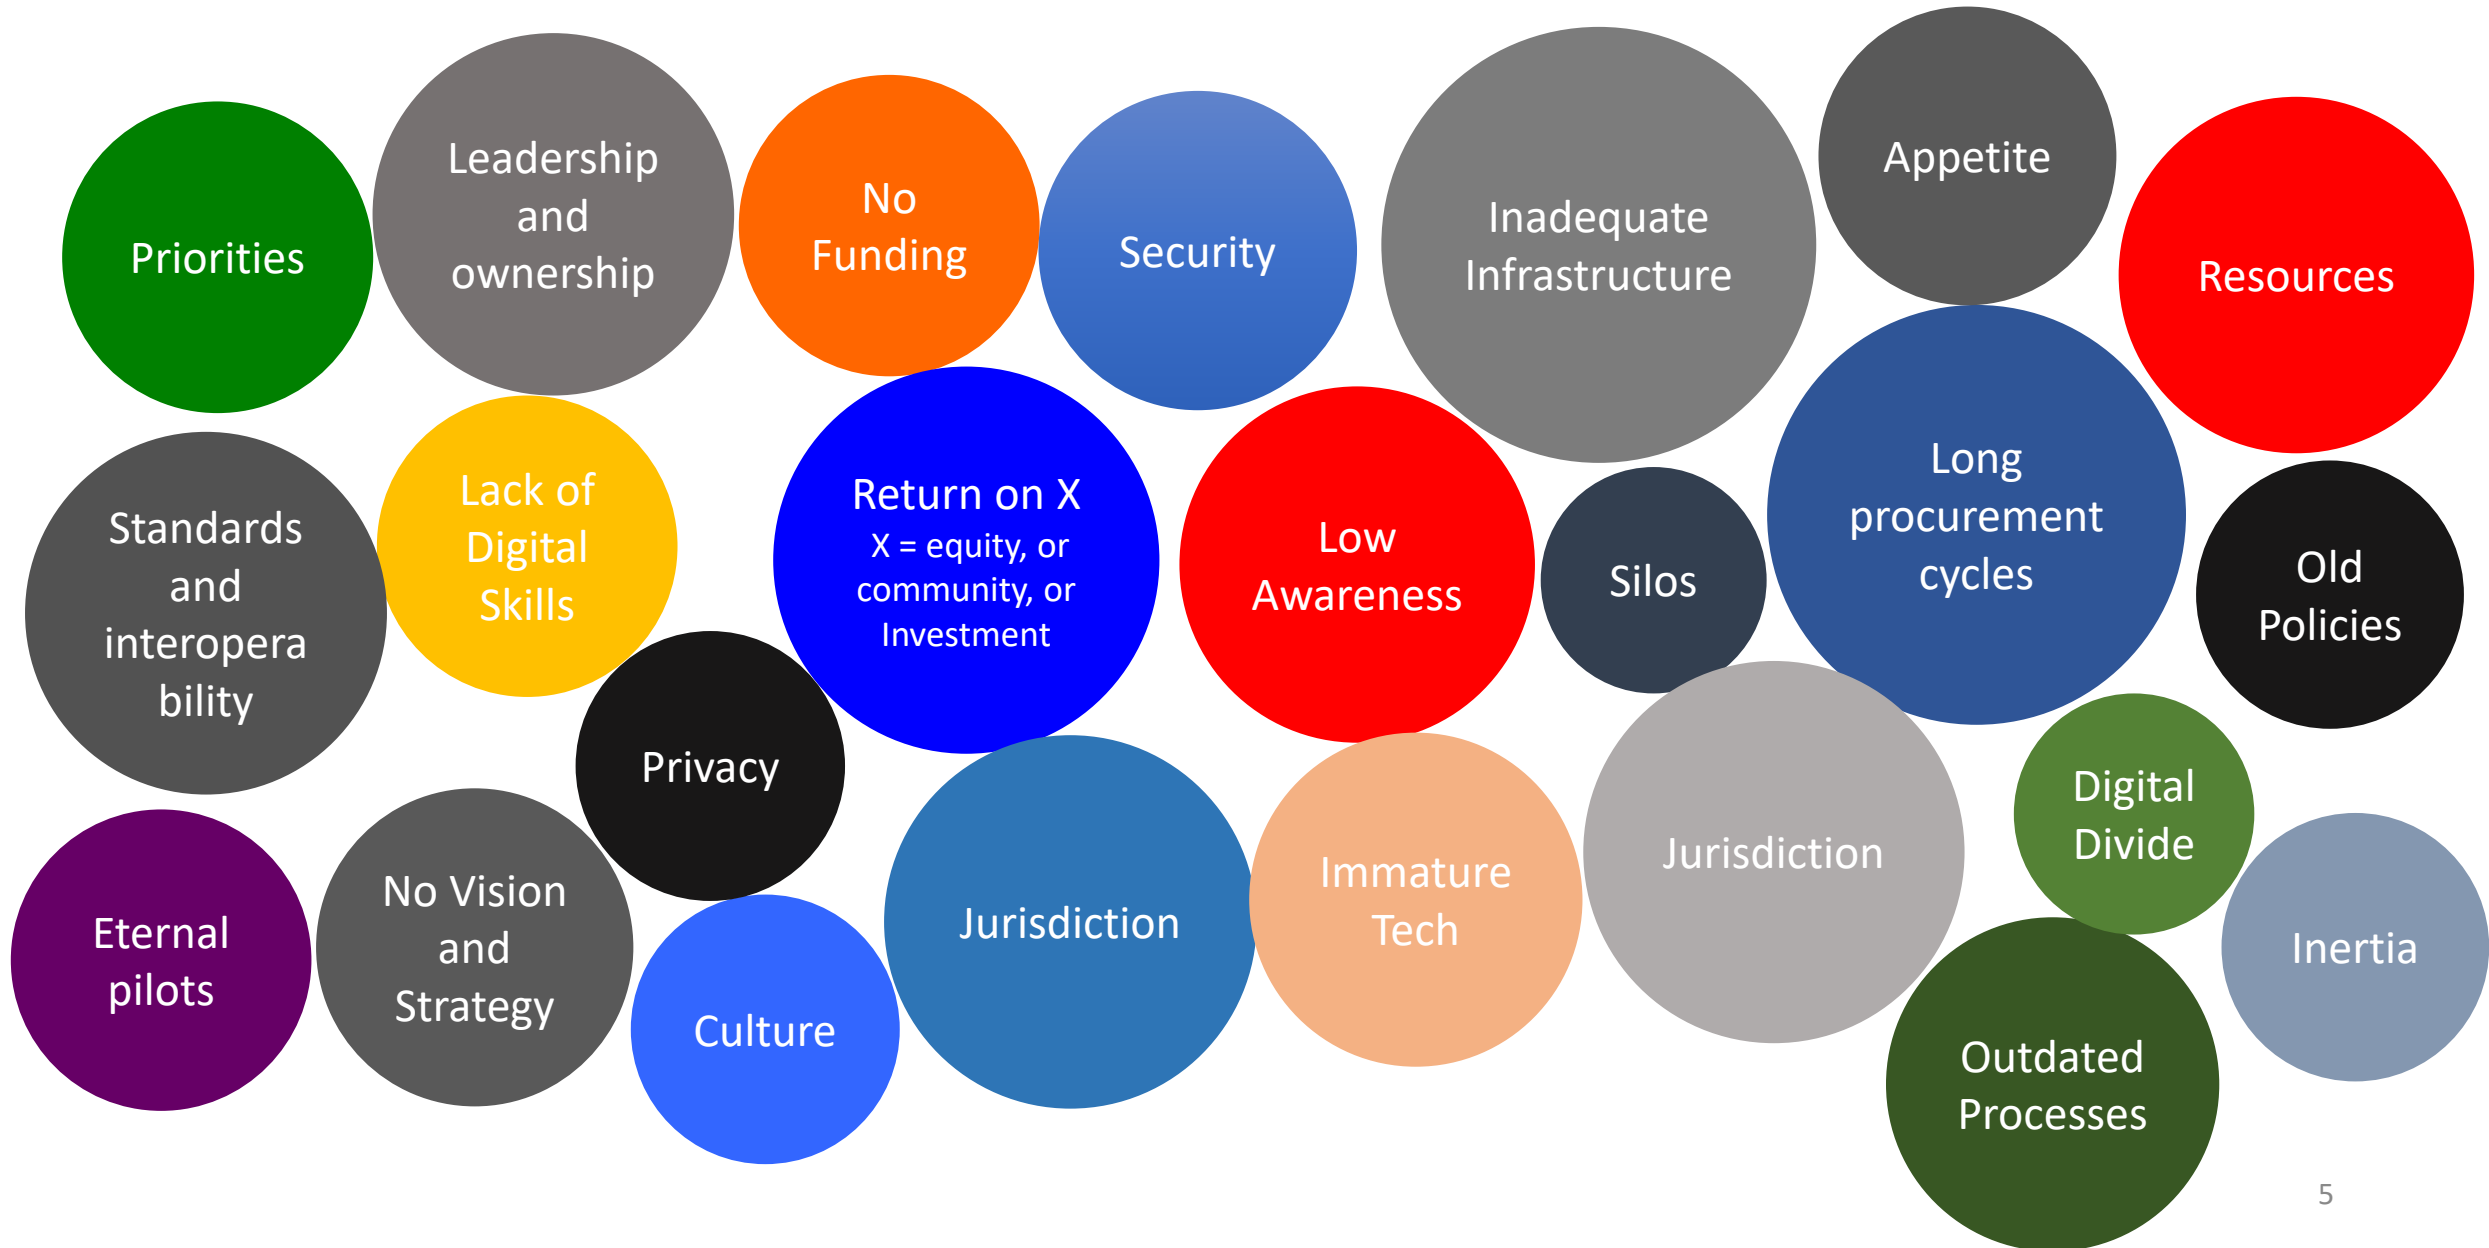 Priorities
Leadership
and
ownership
No
Funding
Security
Inadequate
Infrastructure
Appetite
Resources
Standards
and
interopera
bility
Lack of
Digital
Skills
Return on X
X = equity, or
community, or
Investment
Low
Awareness
Silos
Long
procurement
cycles
Old
Policies
Privacy
Eternal
pilots
No Vision
and
Strategy
Culture
Jurisdiction
Immature
Tech
Jurisdiction
Digital
Divide
Inertia
Outdated
Processes
5